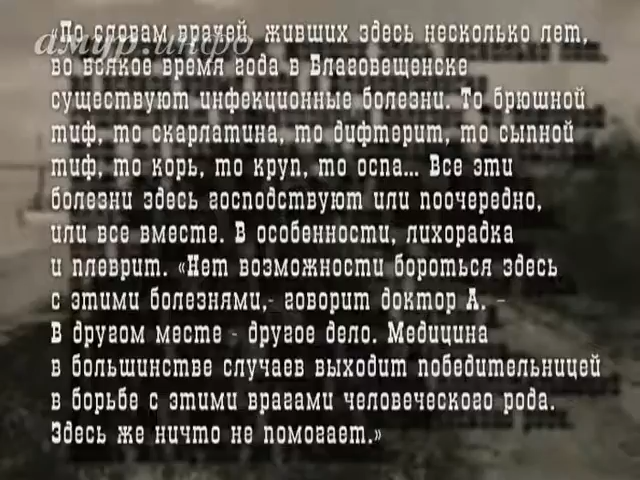 амур.инфо
«По словам врачей, живших здесь несколько лет,
во всякое время года в Благовещенске
существуют инфекционные болезни. То брюшной
тиф, то скарлатина, то дифтерит, то сыпной
тиф, то корь, то круп, то оспа... Все эти
болезни здесь господствуют или поочередно,
или все вместе. В особенности, лихорадка
и плеврит. «Нет возможности бороться здесь
с этими болезнями,- говорит доктор А. –
В другом месте - другое дело. Медицина
в большинстве случаев выходит победительницей
в борьбе с этими врагами человеческого рода.
Здесь же ничто не помогает.»